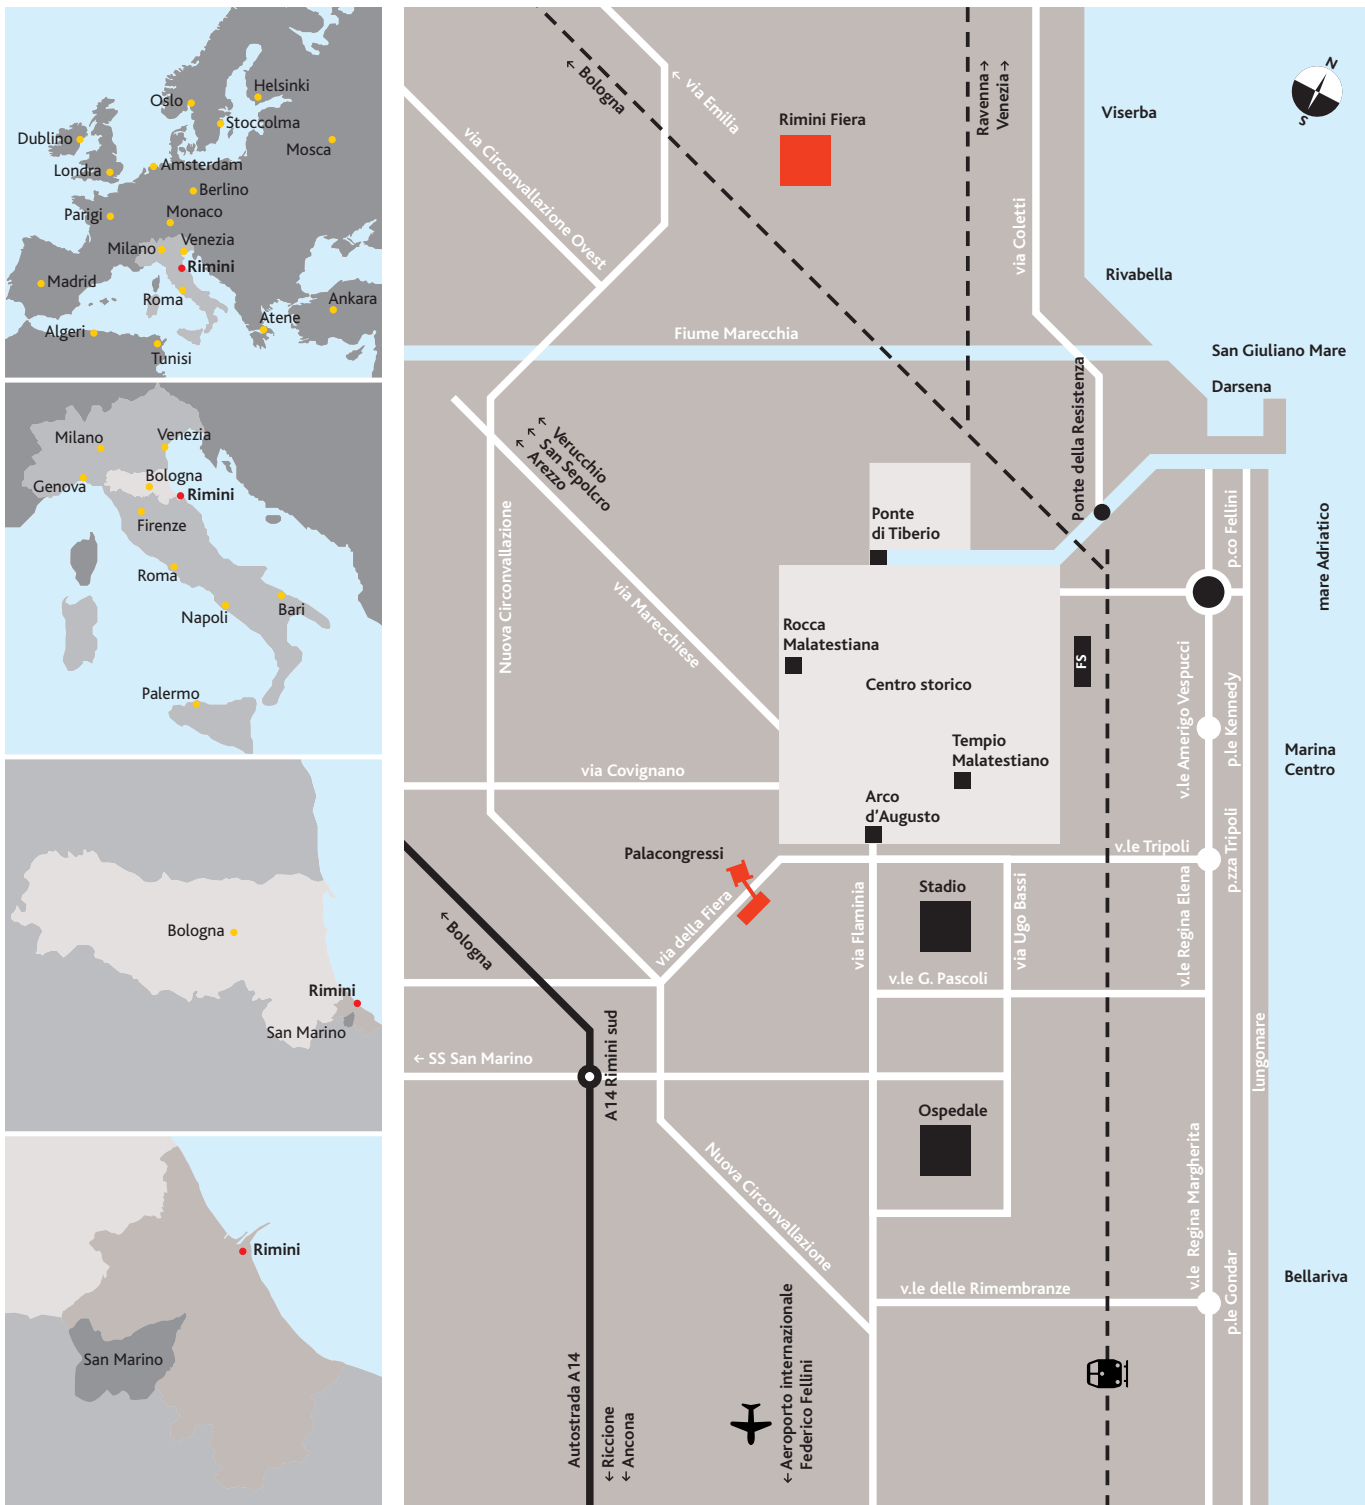 Helsinki
Oslo
Stoccolma
Dublino
Mosca
Londra
Amsterdam
Berlino
Parigi
Monaco
Milano
Venezia
Rimini
Madrid
Roma
Ankara
Atene
Algeri
Tunisi
Milano
Venezia
Genova
Bologna
Rimini
Firenze
Roma
Napoli
Bari
Palermo
Bologna
Rimini
San Marino
Rimini
San Marino
← Bologna
← via Emilia
Rimini Fiera
Ravenna →
Venezia →
N
S
Viserba
via Circonvallazione Ovest
via Coletti
Rivabella
Fiume Marecchia
San Giuliano Mare
Darsena
Ponte della Resistenza
← Verucchio
← San Sepolcro
← Arezzo
Nuova Circonvallazione
via Marecchiese
Ponte
di Tiberio
p.co Fellini
mare Adriatico
Rocca
Malatestiana
FS
Centro storico
v.le Amerigo Vespucci
p.le Kennedy
Tempio
Malatestiano
Marina
Centro
via Covignano
Arco
d'Augusto
Palacongressi
v.le Tripoli
p.zza Tripoli
via della Fiera
via Flaminia
Stadio
via Ugo Bassi
v.le Regina Elena
← Bologna
v.le G. Pascoli
← SS San Marino
A14 Rimini sud
lungomare
Ospedale
Nuova Circonvallazione
v.le Regina Margherita
v.le delle Rimembranze
p.le Gondar
Bellariva
Autostrada A14
← Riccione
← Ancona
← Aeroporto internazionale
Federico Fellini